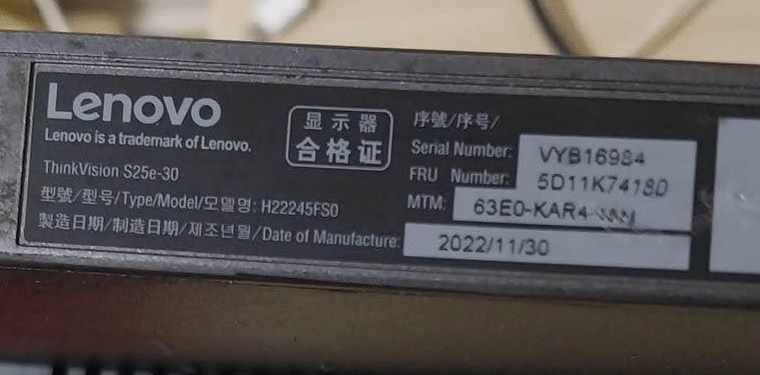 Lenovo
Lenovo is a trademark of Lenovo.
ThinkVision S25e-30
型號/型号/Type/Model/모델명: H22245FS0
製造日期/制造日期/제조년월/Date of Manufacture: 2022/11/30
显示器
合格证
序號/序号/
Serial Number: VYB16984
FRU Number: 5D11K74180
MTM: 63E0-KAR4